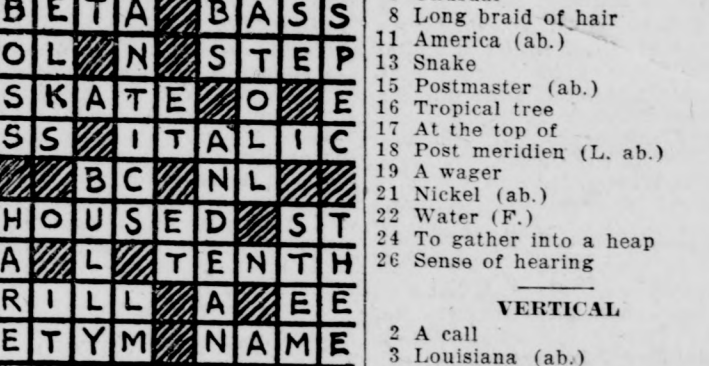 BETA BASS
OL N STEP
SKATE O E
SS ITALIC
BC NL
HOUSED ST
A L TENTH
RILL A EE
ETYM NAME
8 Long braid of hair
11 America (ab.)
13 Snake
15 Postmaster (ab.)
16 Tropical tree
17 At the top of
18 Post meridien (L. ab.)
19 A wager
21 Nickel (ab.)
22 Water (F.)
24 To gather into a heap
26 Sense of hearing
VERTICAL
2 A call
3 Louisiana (ab.)